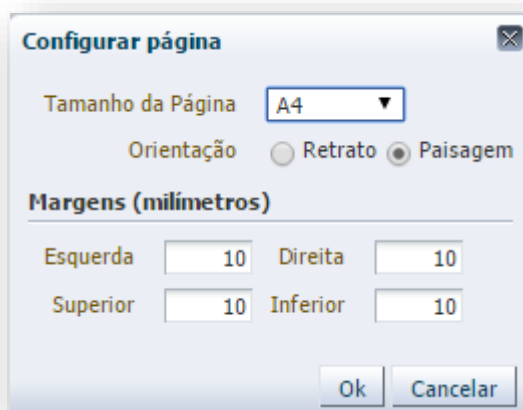 Configurar página
Tamanho da Página A4
Orientação Retrato Paisagem
Margens (milímetros)
Esquerda 10 Direita 10
Superior 10 Inferior 10
Ok Cancelar